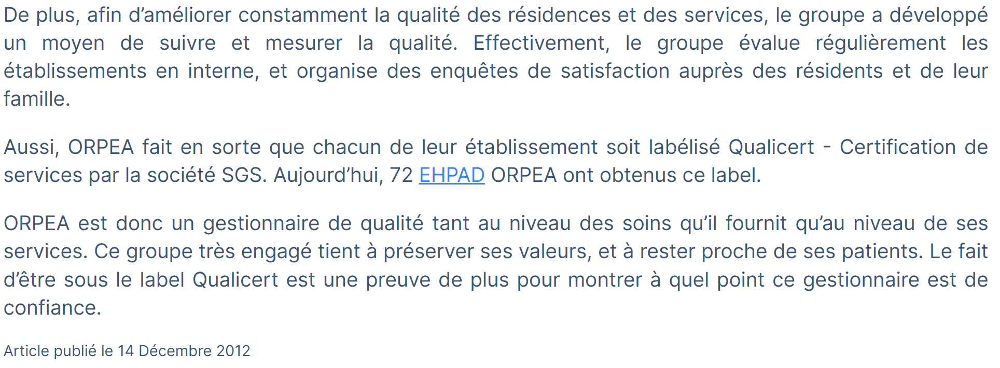 De plus, afin d’améliorer constamment la qualité des résidences et des services, le groupe a développé
un moyen de suivre et mesurer la qualité. Effectivement, le groupe évalue régulièrement les
établissements en interne, et organise des enquêtes de satisfaction auprès des résidents et de leur
famille.
Aussi, ORPEA fait en sorte que chacun de leur établissement soit labélisé Qualicert - Certification de
services par la société SGS. Aujourd’hui, 72 EHPAD ORPEA ont obtenus ce label.
ORPEA est donc un gestionnaire de qualité tant au niveau des soins qu’il fournit qu’au niveau de ses
services. Ce groupe très engagé tient à préserver ses valeurs, et à rester proche de ses patients. Le fait
d’être sous le label Qualicert est une preuve de plus pour montrer à quel point ce gestionnaire est de
confiance.
Article publié le 14 Décembre 2012